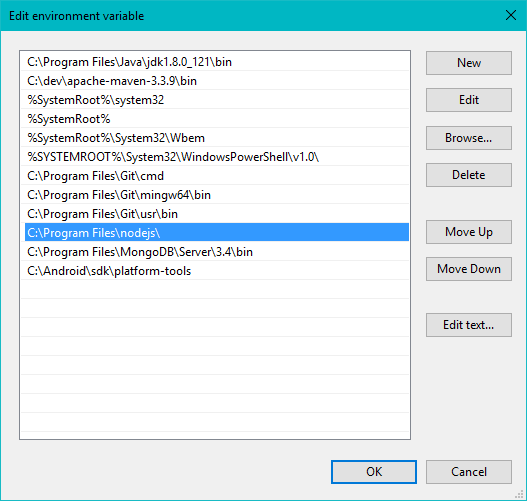 Edit environment variable
C:\Program Files\Java\jdk1.8.0_121\bin
C:\dev\apache-maven-3.3.9\bin
%SystemRoot%\system32
%SystemRoot%
%SystemRoot%\System32\Wbem
%SYSTEMROOT%\System32\WindowsPowerShell\v1.0\
C:\Program Files\Git\cmd
C:\Program Files\Git\mingw64\bin
C:\Program Files\Git\usr\bin
C:\Program Files\nodejs\
C:\Program Files\MongoDB\Server\3.4\bin
C:\Android\sdk\platform-tools
New
Edit
Browse...
Delete
Move Up
Move Down
Edit text...
OK
Cancel